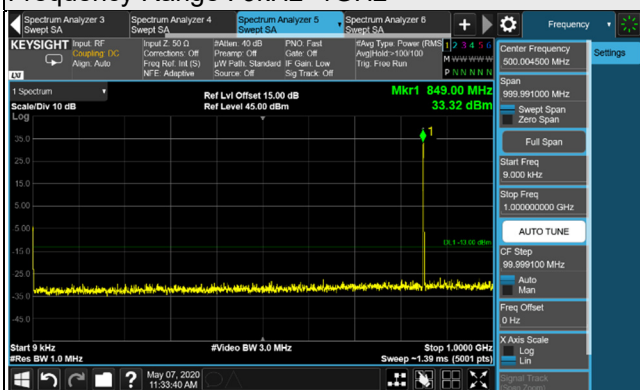 Spectrum Analyzer 3
Swept SA
Spectrum Analyzer 4
Swept SA
Spectrum Analyzer 5
Swept SA
Spectrum Analyzer 6
Swept SA
+
Frequency
KEYSIGHT
Input: RF
Coupling: DC
Align: Auto
Input Z: 50 Ω
Corrections: Off
Freq Ref: Int (S)
NFE: Adaptive
#Atten: 40 dB
Preamp: Off
µW Path: Standard
Source: Off
PNO: Fast
Gate: Off
IF Gain: Low
Sig Track: Off
#Avg Type: Power (RMS)
Avg|Hold:>100/100
Trig: Free Run
1 2 3 4 5 6
M W W W W W
P N N N N N
LXI
1 Spectrum
Scale/Div 10 dB
Log
Ref Lvl Offset 15.00 dB
Ref Level 45.00 dBm
Mkr1 849.00 MHz
33.32 dBm
1
35.0
25.0
15.0
5.00
-5.00
-15.0
-25.0
-35.0
-45.0
DL1 -13.00 dBm
Start 9 kHz
#Res BW 1.0 MHz
#Video BW 3.0 MHz
Stop 1.0000 GHz
Sweep ~1.39 ms (5001 pts)
Center Frequency
500.004500 MHz
Settings
Span
999.991000 MHz
Swept Span
Zero Span
Full Span
Start Freq
9.000 kHz
Stop Freq
1.000000000 GHz
AUTO TUNE
CF Step
99.999100 MHz
Auto
Man
Freq Offset
0 Hz
X Axis Scale
Log
Lin
Signal Track
(Span Zoom)
?
May 07, 2020
11:33:40 AM